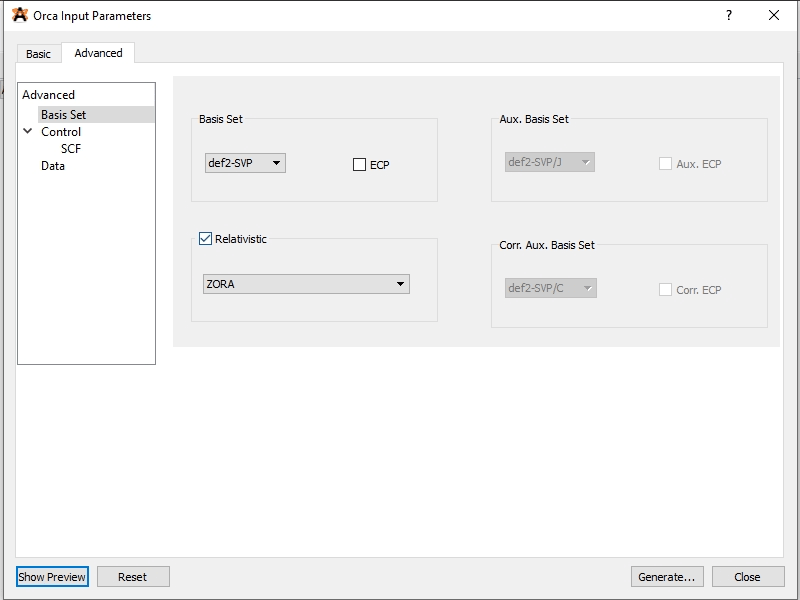 Orca Input Parameters
?
Basic
Advanced
Advanced
Basis Set
Control
SCF
Data
Basis Set
def2-SVP
ECP
Aux. Basis Set
def2-SVP/J
Aux. ECP
Relativistic
ZORA
Corr. Aux. Basis Set
def2-SVP/C
Corr. ECP
Show Preview
Reset
Generate...
Close